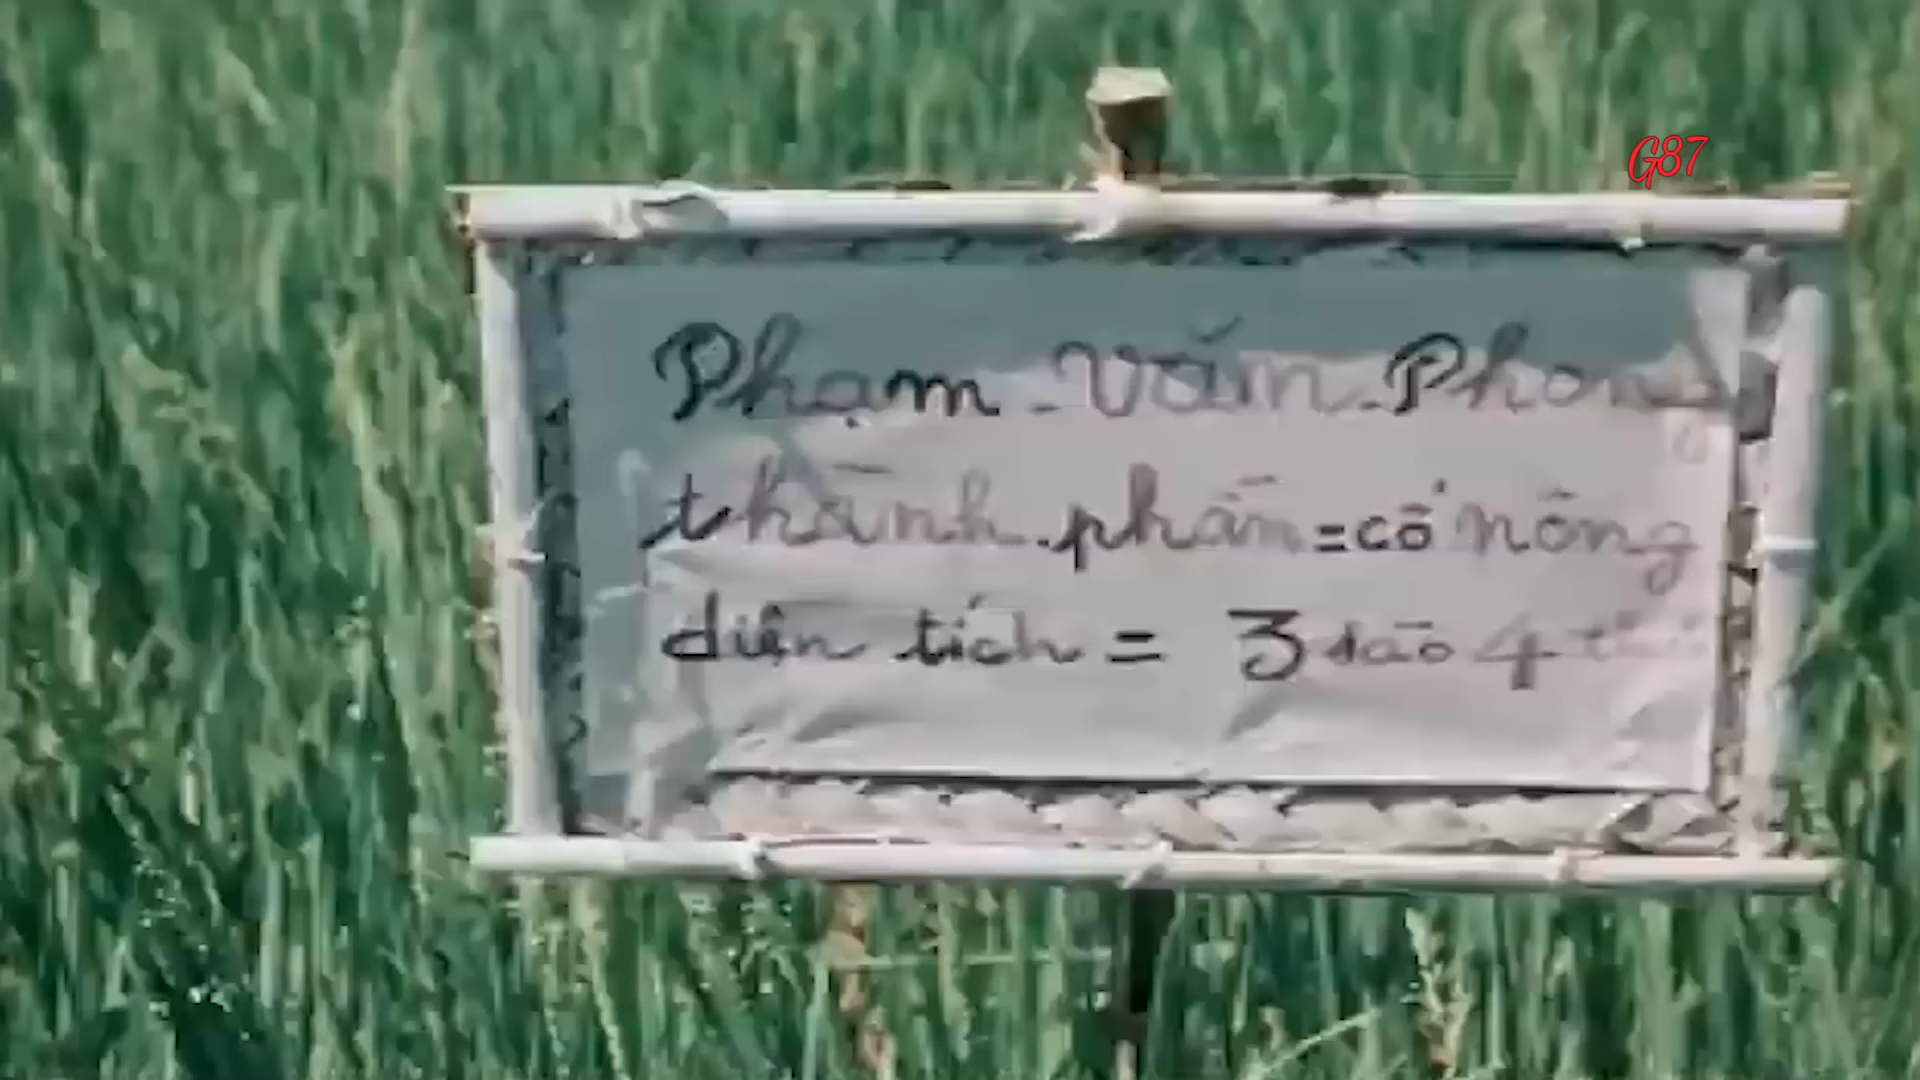 G87
Phạm Văn Phong
thành phần = cố nông
diện tích = 3 sào 4